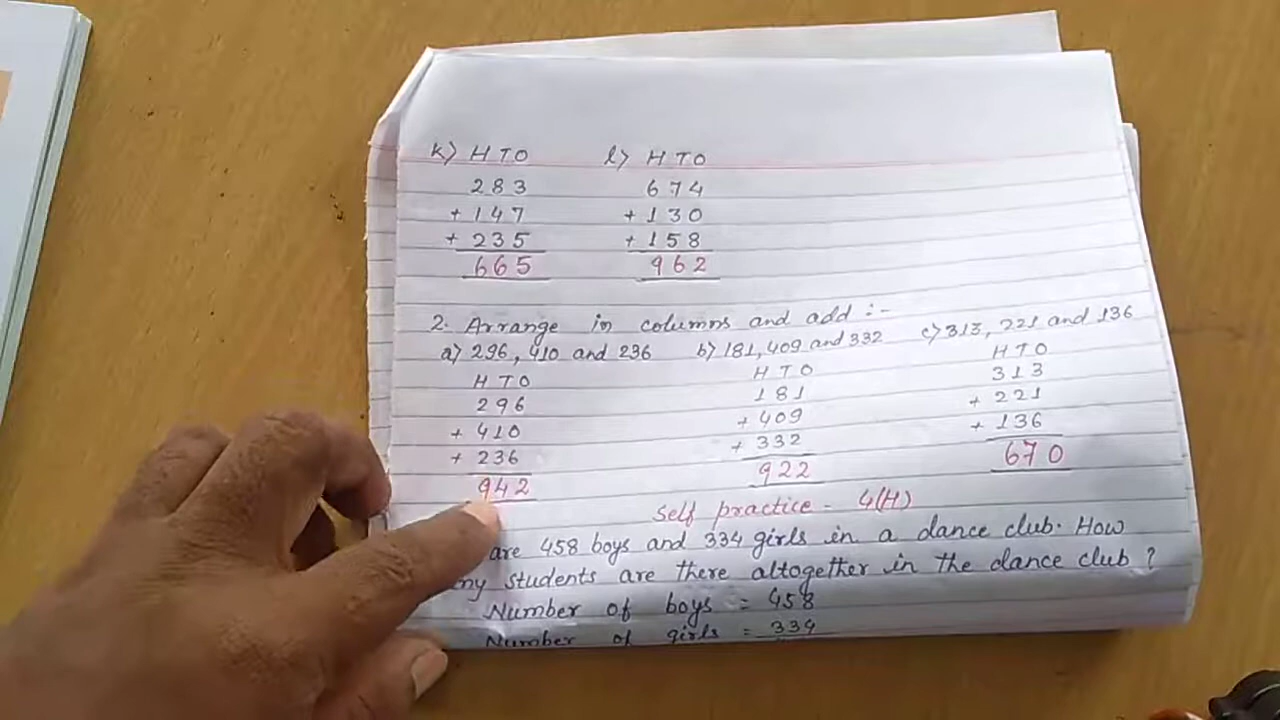 k) H T O l) H T O
283 674
+ 147 + 130
+ 235 + 158
665 962
2. Arrange in columns and add :-
a) 296, 410 and 236 b) 181, 409 and 332 c) 313, 221 and 136
H T O H T O H T O
296 181 313
+ 410 + 409 + 221
+ 236 + 332 + 136
942 922 670
Self practice - 4(H)
are 458 boys and 334 girls in a dance club. How
ny students are there altogether in the dance club ?
Number of boys = 458
Number of girls = 334